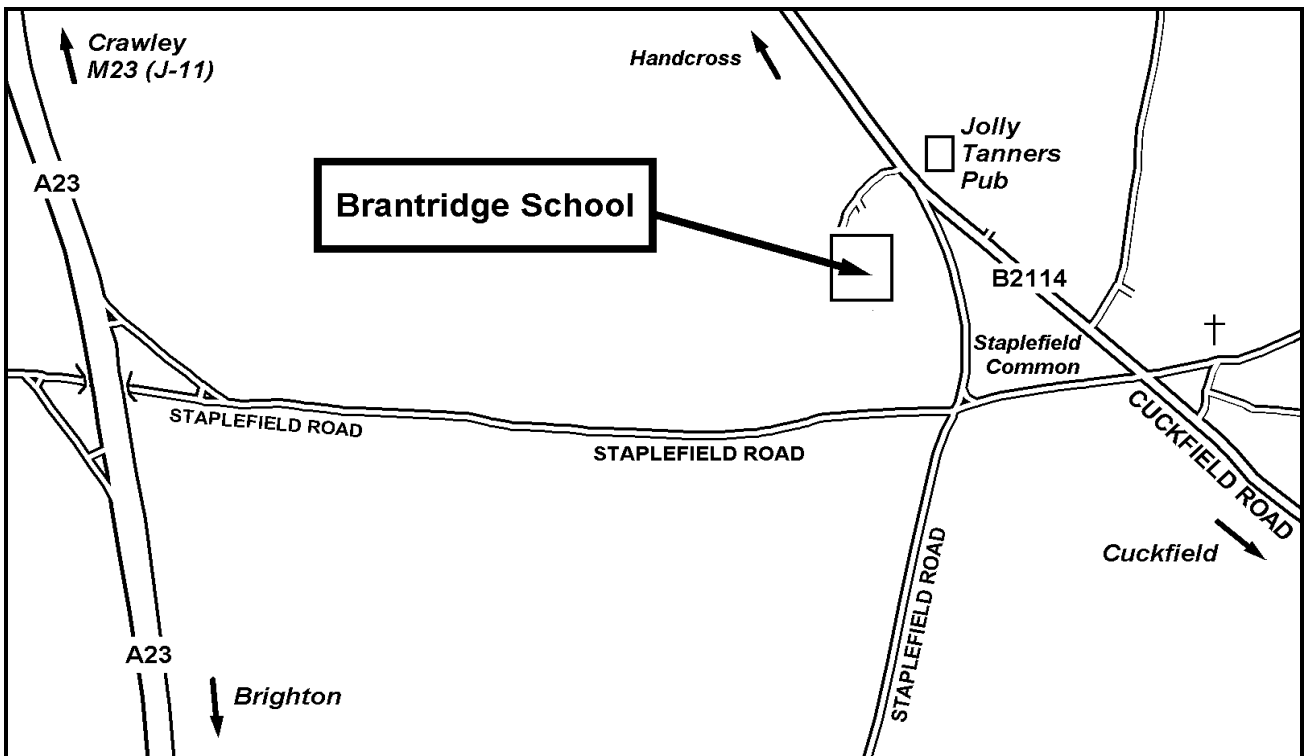 Crawley
M23 (J-11)
Handcross
Jolly
Tanners
Pub
A23
Brantridge School
B2114
Staplefield
Common
STAPLEFIELD ROAD
STAPLEFIELD ROAD
CUCKFIELD ROAD
Cuckfield
STAPLEFIELD ROAD
A23
Brighton